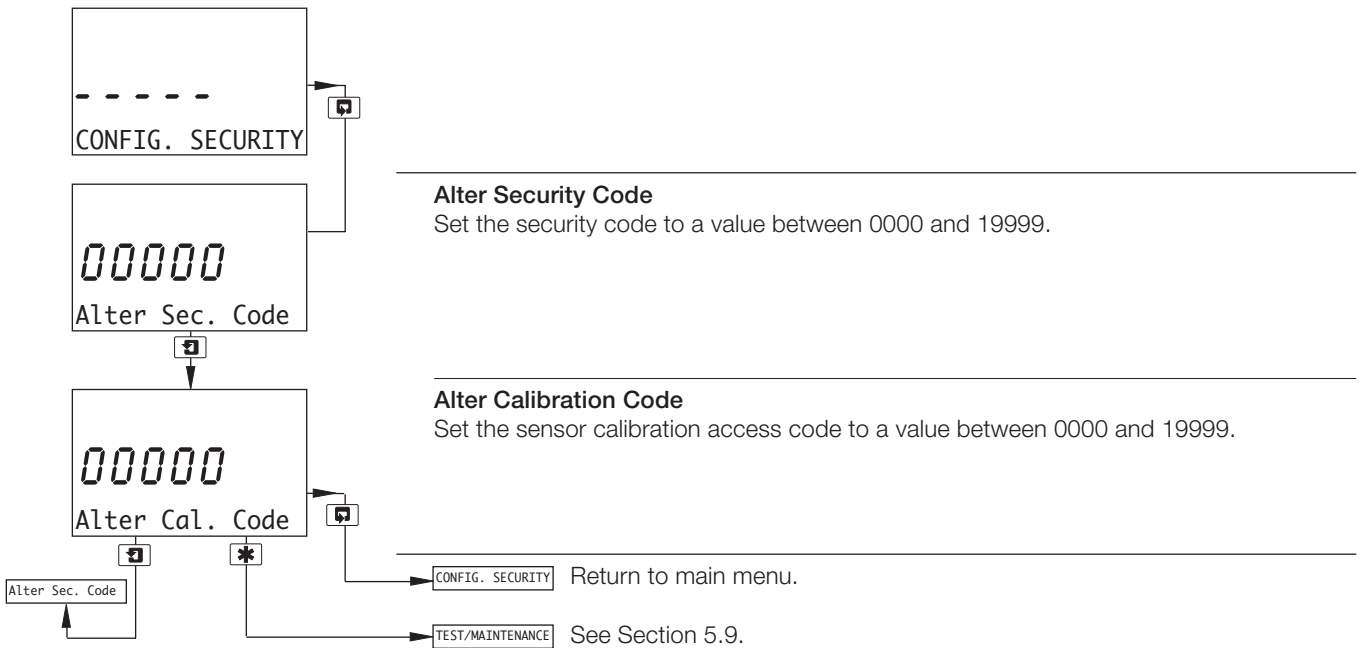 -----
CONFIG. SECURITY
Alter Security Code
Set the security code to a value between 0000 and 19999.
00000
Alter Sec. Code
Alter Calibration Code
Set the sensor calibration access code to a value between 0000 and 19999.
00000
Alter Cal. Code
CONFIG. SECURITY Return to main menu.
Alter Sec. Code
TEST/MAINTENANCE See Section 5.9.